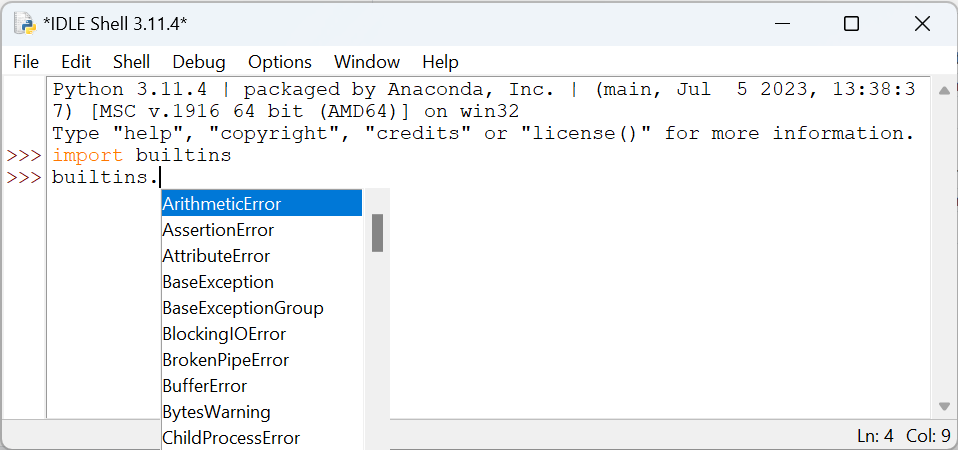 *IDLE Shell 3.11.4*
File Edit Shell Debug Options Window Help
Python 3.11.4 | packaged by Anaconda, Inc. | (main, Jul  5 2023, 13:38:3
7) [MSC v.1916 64 bit (AMD64)] on win32
Type "help", "copyright", "credits" or "license()" for more information.
>>> import builtins
>>> builtins.
ArithmeticError
AssertionError
AttributeError
BaseException
BaseExceptionGroup
BlockingIOError
BrokenPipeError
BufferError
BytesWarning
ChildProcessError
Ln: 4 Col: 9